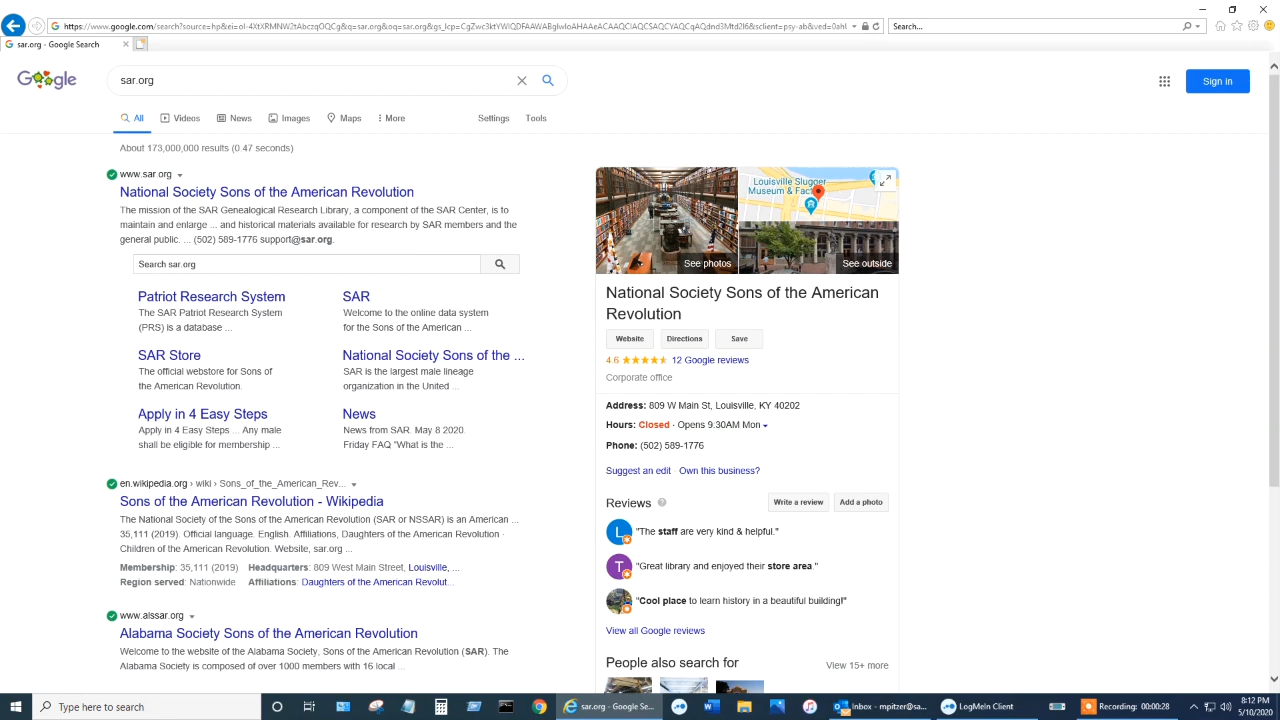 https://www.google.com/search?source=hp&ei=
sar.org - Google Search
Search...
Google
sar.org
Sign in
All
Videos
News
Images
Maps
More
Settings
Tools
About 173,000,000 results (0.47 seconds)
www.sar.org
National Society Sons of the American Revolution
The mission of the SAR Genealogical Research Library, a component of the SAR Center, is to
maintain and enlarge ... and historical materials available for research by SAR members and the
general public. ... (502) 589-1776 support@sar.org.
Search sar.org
Patriot Research System
The SAR Patriot Research System
(PRS) is a database ...
SAR
Welcome to the online data system
for the Sons of the American ...
SAR Store
The official webstore for Sons of
the American Revolution.
National Society Sons of the ...
SAR is the largest male lineage
organization in the United ...
Apply in 4 Easy Steps
Apply in 4 Easy Steps ... Any male
shall be eligible for membership ...
News
News from SAR. May 8 2020.
Friday FAQ "What is the ...
en.wikipedia.org › wiki › Sons_of_the_American_Rev...
Sons of the American Revolution - Wikipedia
The National Society of the Sons of the American Revolution (SAR or NSSAR) is an American ...
35,111 (2019). Official language. English. Affiliations, Daughters of the American Revolution ·
Children of the American Revolution. Website, sar.org ...
Membership: 35,111 (2019) Headquarters: 809 West Main Street, Louisville, ...
Region served: Nationwide Affiliations: Daughters of the American Revolut...
www.alssar.org
Alabama Society Sons of the American Revolution
Welcome to the website of the Alabama Society, Sons of the American Revolution (SAR). The
Alabama Society is composed of over 1000 members with 16 local ...
Louisville Slugger
Museum & Fact
See photos
See outside
National Society Sons of the American
Revolution
Website
Directions
Save
4.6 12 Google reviews
Corporate office
Address: 809 W Main St, Louisville, KY 40202
Hours: Closed · Opens 9:30AM Mon
Phone: (502) 589-1776
Suggest an edit · Own this business?
Reviews
Write a review
Add a photo
L "The staff are very kind & helpful."
T "Great library and enjoyed their store area."
"Cool place to learn history in a beautiful building!"
View all Google reviews
People also search for
View 15+ more
Type here to search
sar.org - Google Se...
Inbox - mpitzer@sa...
LogMeIn Client
Recording: 00:00:28
8:12 PM
5/10/2020